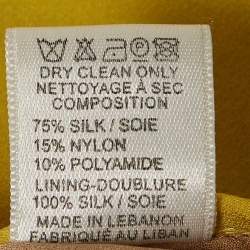 DRY CLEAN ONLY
NETTOYAGE À SEC
COMPOSITION
75% SILK / SOIE
15% NYLON
10% POLYAMIDE
LINING-DOUBLURE
100% SILK / SOIE
MADE IN LEBANON
FABRIQUÉ AU LIBAN